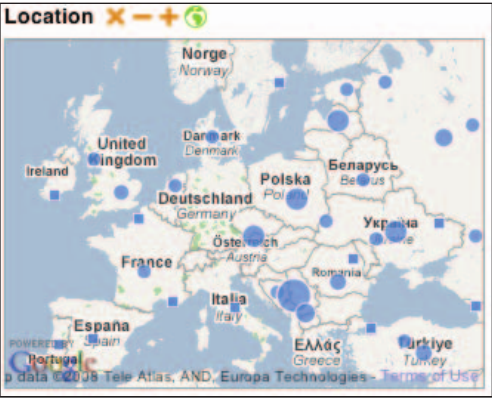 Location
Norge
Norway
United
Kingdom
Danmark
Denmark
Ireland
Беларусь
Belarus
Polska
Poland
Deutschland
Germany
Україна
Ukraine
Österreich
Austria
France
Romania
Italia
Italy
España
Spain
Ελλάς
Greece
Türkiye
Turkey
POWERED BY
Google
Portugal
p data ©2008 Tele Atlas, AND, Europa Technologies - Terms of Use